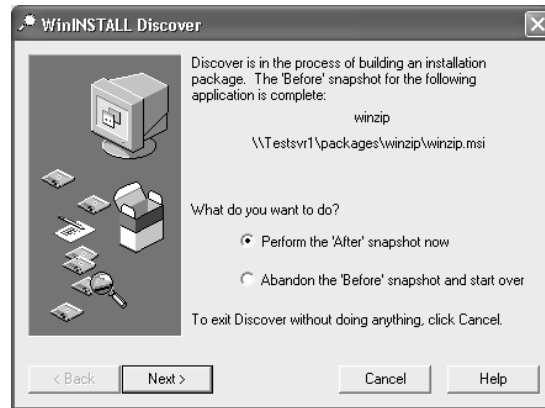 WinINSTALL Discover
Discover is in the process of building an installation
package. The 'Before' snapshot for the following
application is complete:
winzip
\\Testsvr1\packages\winzip\winzip.msi
What do you want to do?
Perform the 'After' snapshot now
Abandon the 'Before' snapshot and start over
To exit Discover without doing anything, click Cancel.
< Back Next > Cancel Help